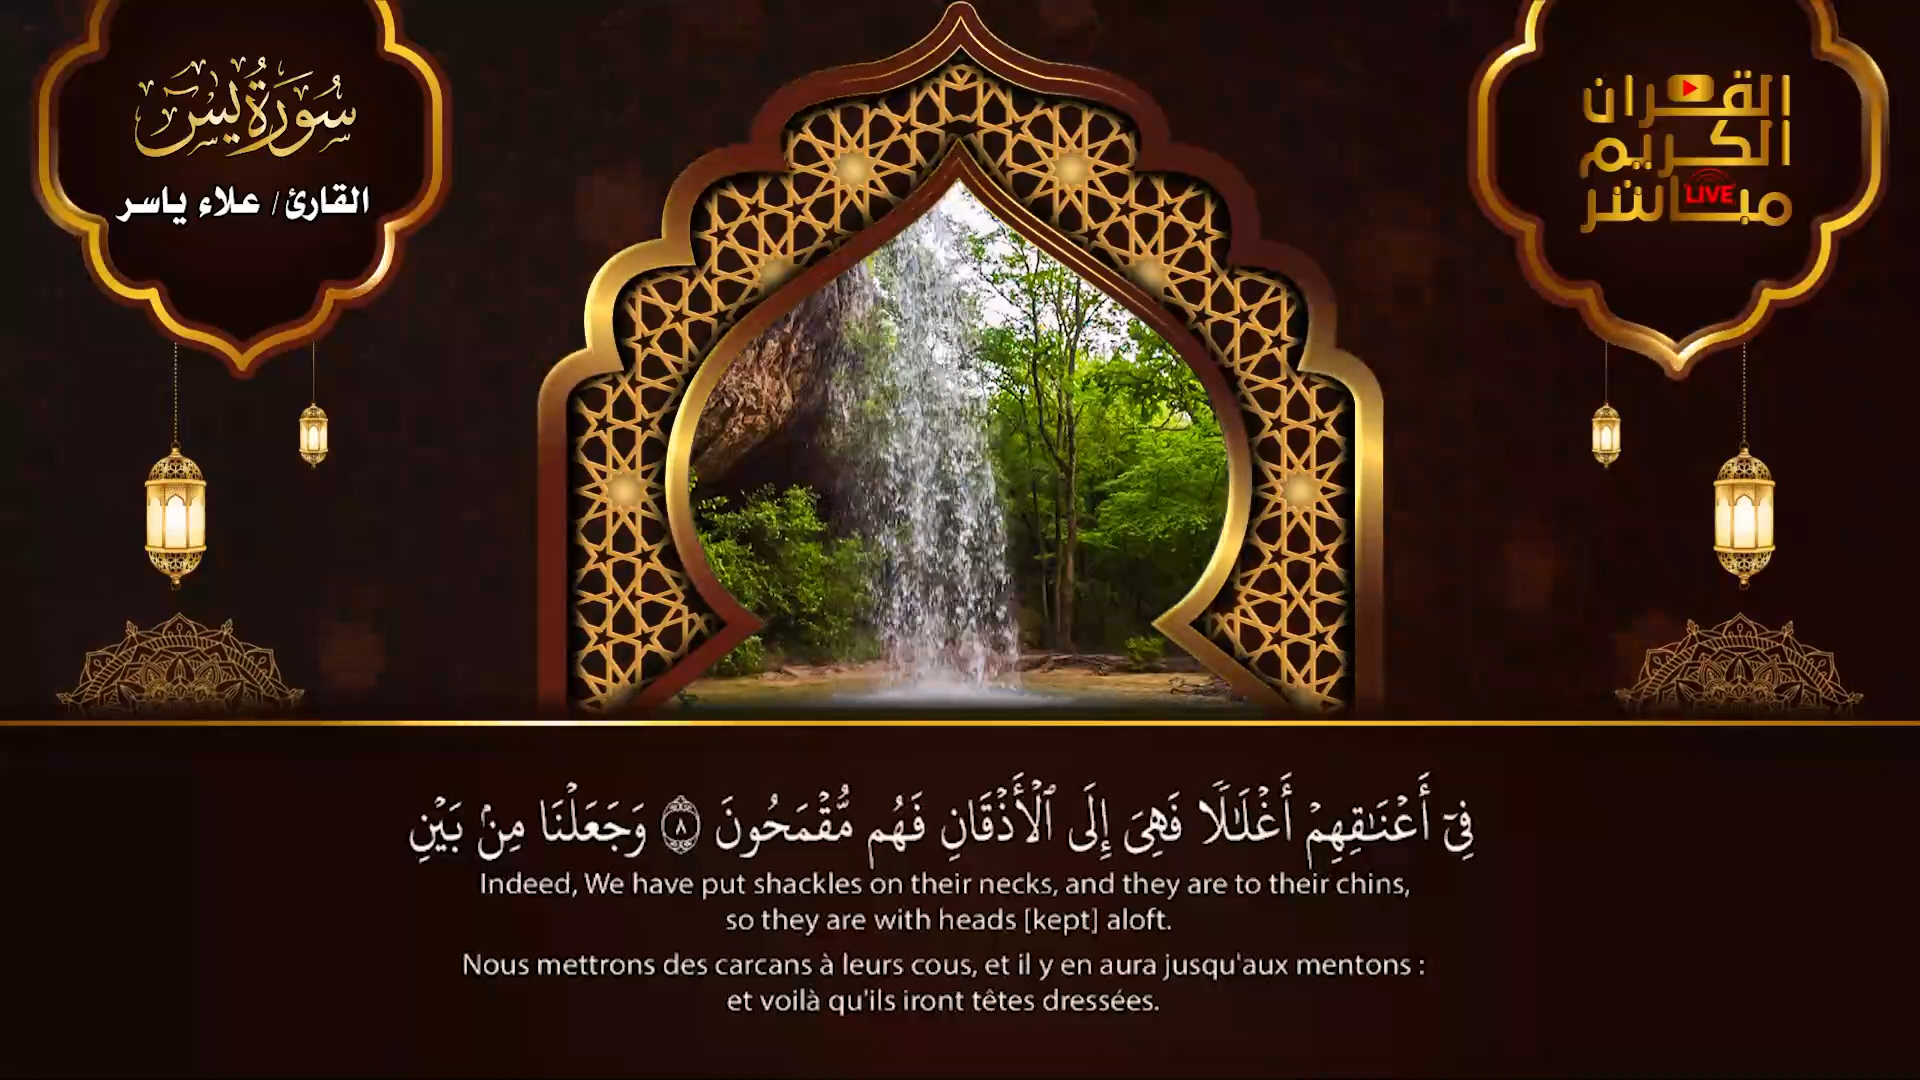 سُورَةُ يسٓ
القارئ / علاء ياسر
القران
الكريم
مباشر
LIVE
فِىٓ أَعْنَٰقِهِمْ أَغْلَٰلًا فَهِىَ إِلَى ٱلْأَذْقَانِ فَهُم مُّقْمَحُونَ ٨ وَجَعَلْنَا مِنۢ بَيْنِ
Indeed, We have put shackles on their necks, and they are to their chins,
so they are with heads [kept] aloft.
Nous mettrons des carcans à leurs cous, et il y en aura jusqu'aux mentons :
et voilà qu'ils iront têtes dressées.